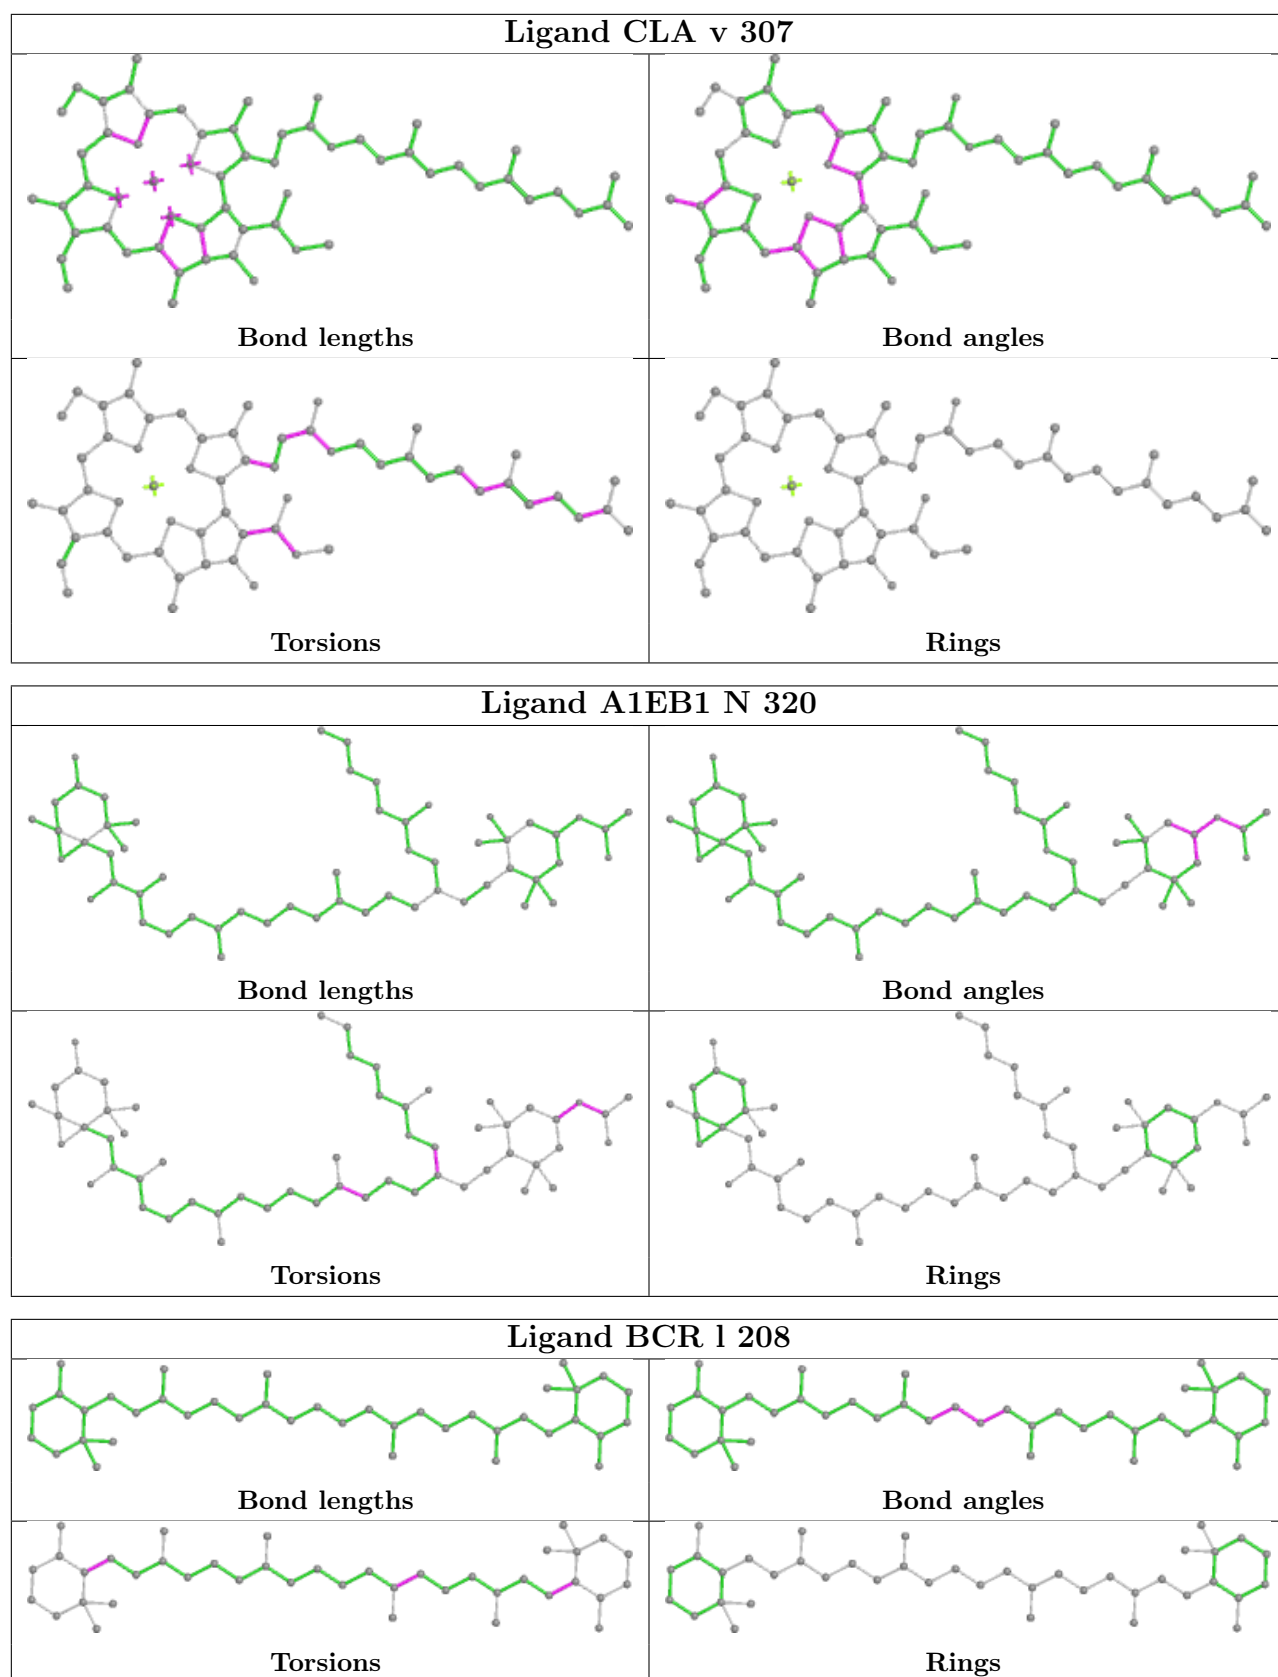 Ligand CLA v 307
Bond lengths
Bond angles
Torsions
Rings
Ligand A1EB1 N 320
Bond lengths
Bond angles
Torsions
Rings
Ligand BCR l 208
Bond lengths
Bond angles
Torsions
Rings